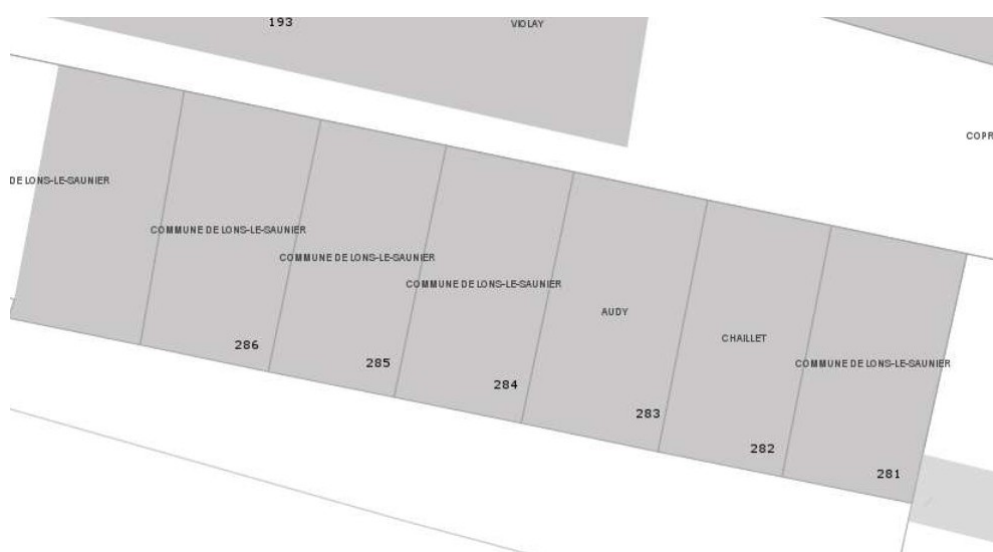 193
VIOLAY
COPR
DE LONS-LE-SAUNIER
COMMUNE DE LONS-LE-SAUNIER
COMMUNE DE LONS-LE-SAUNIER
COMMUNE DE LONS-LE-SAUNIER
AUDY
CHAILLET
COMMUNE DE LONS-LE-SAUNIER
286
285
284
283
282
281